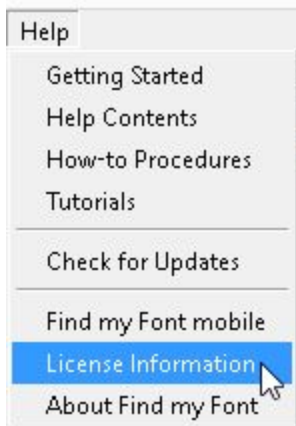 Help
Getting Started
Help Contents
How-to Procedures
Tutorials
Check for Updates
Find my Font mobile
License Information
About Find my Font